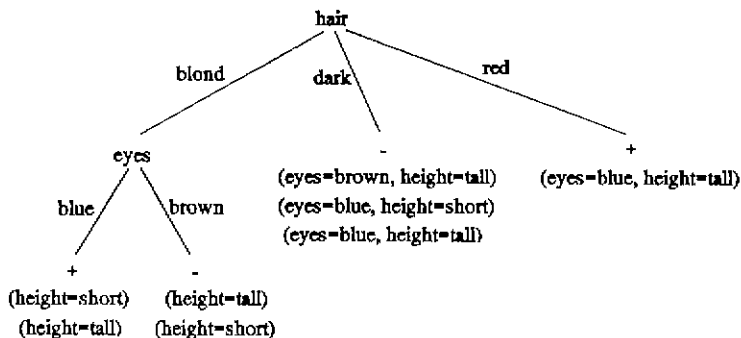 hair
blond
dark
red
eyes
-
+
(eyes=brown, height=tall)
(eyes=blue, height=tall)
(eyes=blue, height=short)
(eyes=blue, height=tall)
blue
brown
+
-
(height=short)
(height=tall)
(height=tall)
(height=short)